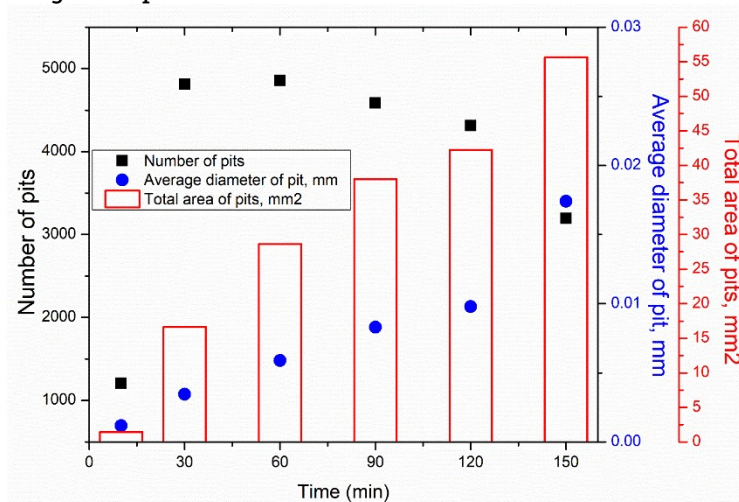 5000
4000
3000
2000
1000
Number of pits
Number of pits
Average diameter of pit, mm
Total area of pits, mm2
0 30 60 90 120 150
Time (min)
0.03
0.02
0.01
0.00
Average diameter of pit, mm
60
55
50
45
40
35
30
25
20
15
10
5
0
Total area of pits, mm2